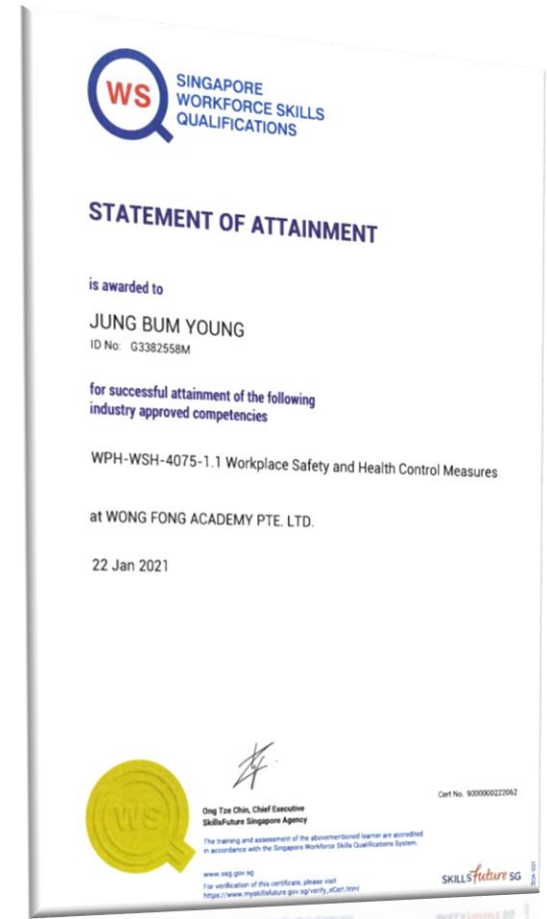 WS
SINGAPORE
WORKFORCE SKILLS
QUALIFICATIONS
STATEMENT OF ATTAINMENT
is awarded to
JUNG BUM YOUNG
ID No: G3382558M
for successful attainment of the following
industry approved competencies
WPH-WSH-4075-1.1 Workplace Safety and Health Control Measures
at WONG FONG ACADEMY PTE. LTD.
22 Jan 2021
WS
Cert No. 9000000222062
Ong Tze Chin, Chief Executive
SkillsFuture Singapore Agency
The training and assessment of the abovementioned learner are accredited
in accordance with the Singapore Workforce Skills Qualifications System.
www.ssg.gov.sg
For verification of this certificate, please visit
https://www.myskillsfuture.gov.sg/verify_eCert.html
SKILLSfuture SG